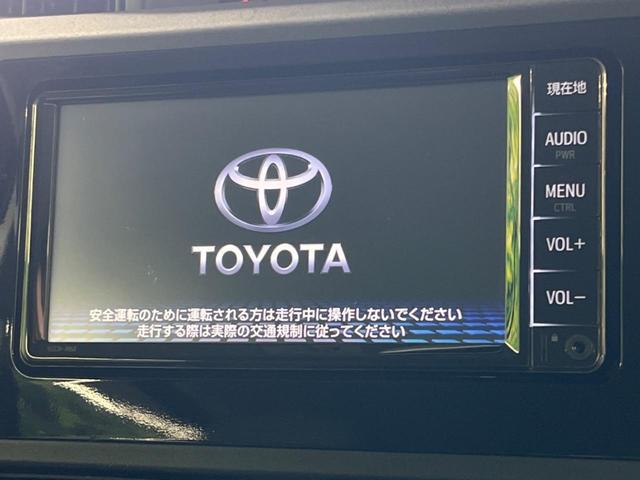 現在地
AUDIO
PWR
MENU
CTRL
VOL+
VOL−
TOYOTA
安全運転のために運転される方は走行中に操作しないでください
走行する際は実際の交通規制に従ってください